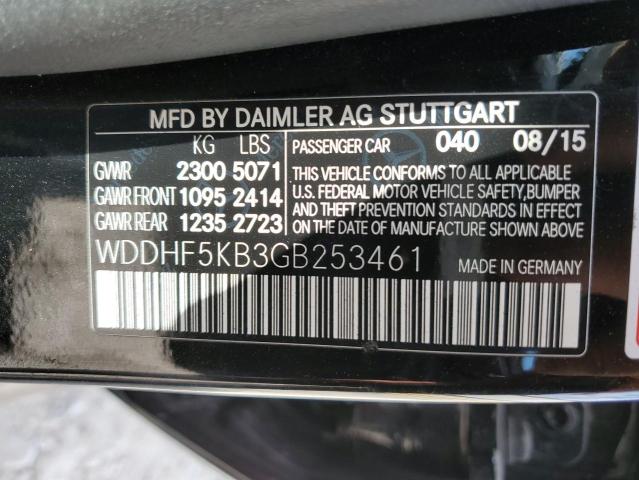 MFD BY DAIMLER AG STUTTGART
KG LBS PASSENGER CAR 040 08/15
GVWR 2300 5071
GAWR FRONT 1095 2414
GAWR REAR 1235 2723
THIS VEHICLE CONFORMS TO ALL APPLICABLE
U.S. FEDERAL MOTOR VEHICLE SAFETY,BUMPER
AND THEFT PREVENTION STANDARDS IN EFFECT
ON THE DATE OF MANUFACTURE SHOWN ABOVE.
WDDHF5KB3GB253461 MADE IN GERMANY